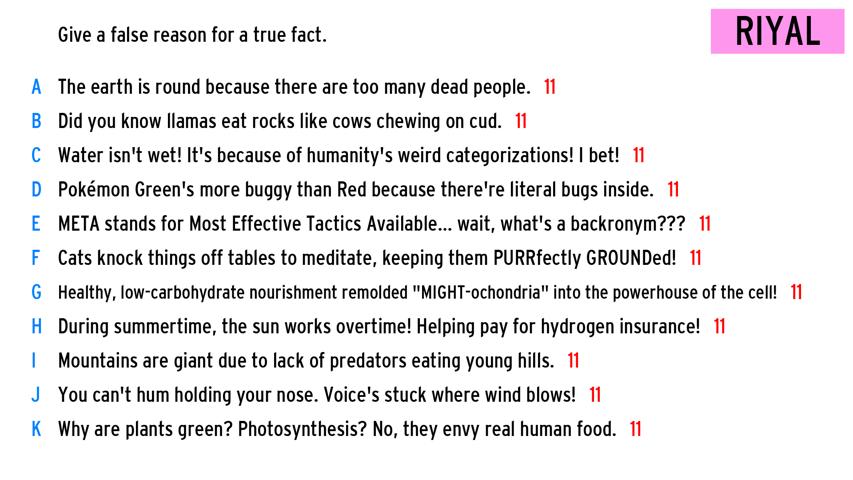 Give a false reason for a true fact.
RIYAL
A The earth is round because there are too many dead people. 11
B Did you know llamas eat rocks like cows chewing on cud. 11
C Water isn't wet! It's because of humanity's weird categorizations! I bet! 11
D Pokémon Green's more buggy than Red because there're literal bugs inside. 11
E META stands for Most Effective Tactics Available... wait, what's a backronym??? 11
F Cats knock things off tables to meditate, keeping them PURRfectly GROUNDed! 11
G Healthy, low-carbohydrate nourishment remolded "MIGHT-ochondria" into the powerhouse of the cell! 11
H During summertime, the sun works overtime! Helping pay for hydrogen insurance! 11
I Mountains are giant due to lack of predators eating young hills. 11
J You can't hum holding your nose. Voice's stuck where wind blows! 11
K Why are plants green? Photosynthesis? No, they envy real human food. 11